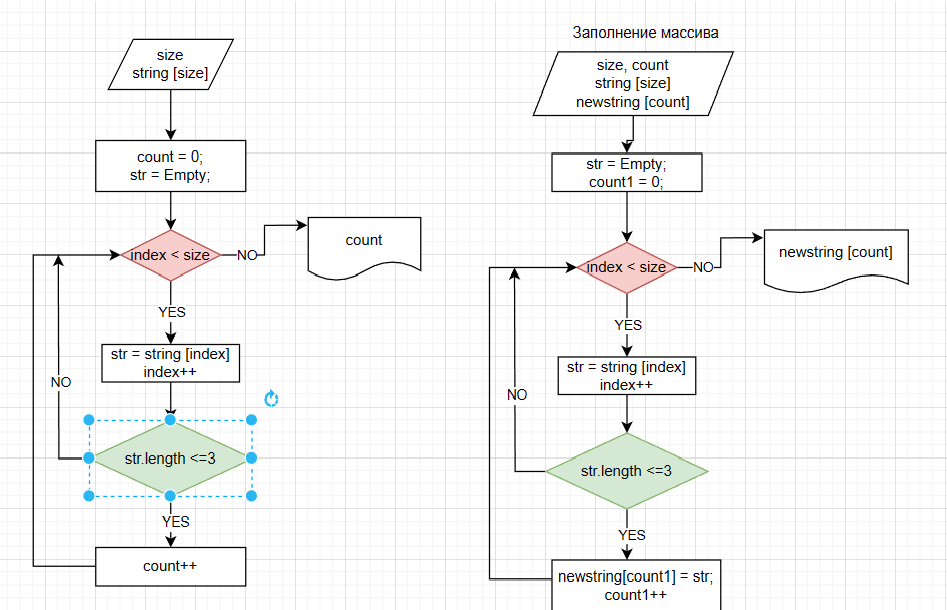 size
string [size]
count = 0;
str = Empty;
index < size
NO
count
YES
str = string [index]
index++
NO
str.length <=3
YES
count++
Заполнение массива
size, count
string [size]
newstring [count]
str = Empty;
count1 = 0;
index < size
NO
newstring [count]
YES
str = string [index]
index++
NO
str.length <=3
YES
newstring[count1] = str;
count1++